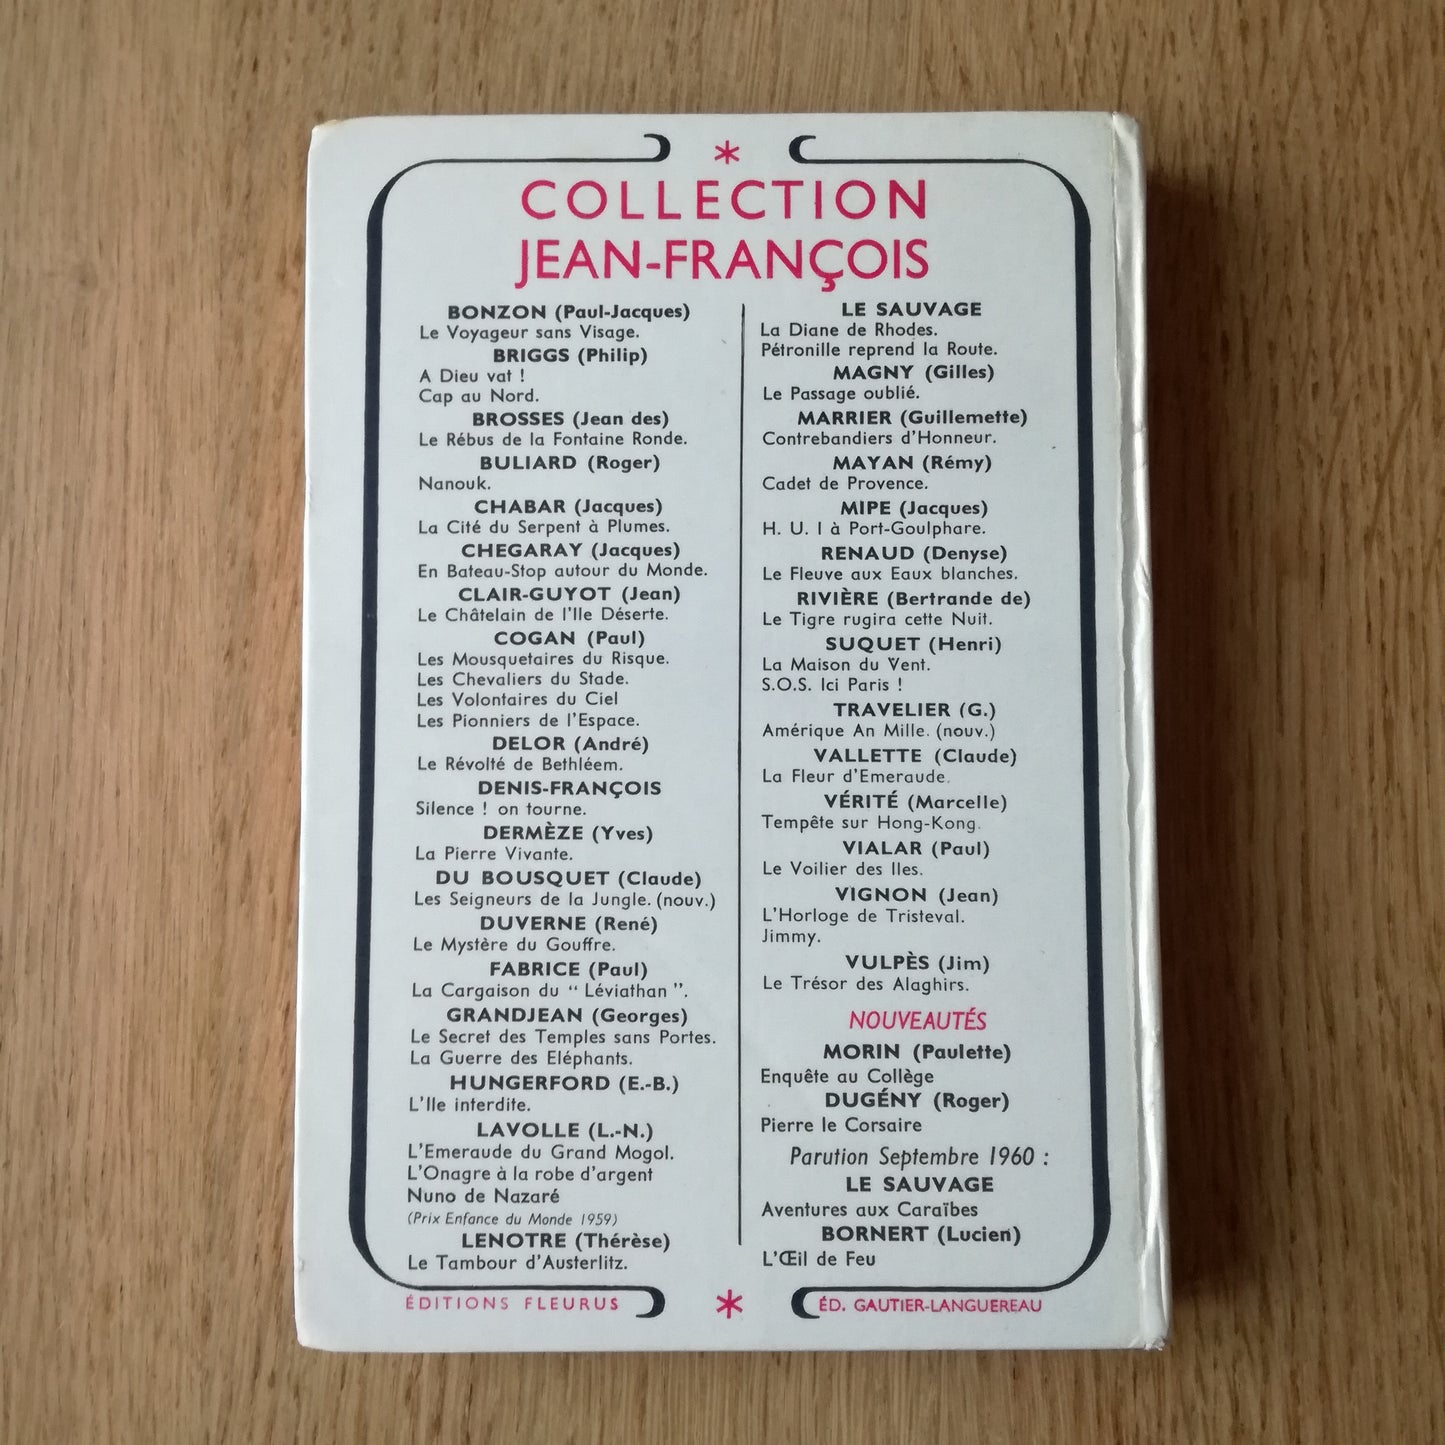 COLLECTION
JEAN-FRANÇOIS
BONZON (Paul-Jacques)
Le Voyageur sans Visage.
BRIGGS (Philip)
A Dieu vat !
Cap au Nord.
BROSSES (Jean des)
Le Rébus de la Fontaine Ronde.
BULIARD (Roger)
Nanouk.
CHABAR (Jacques)
La Cité du Serpent à Plumes.
CHEGARAY (Jacques)
En Bateau-Stop autour du Monde.
CLAIR-GUYOT (Jean)
Le Châtelain de l'Ile Déserte.
COGAN (Paul)
Les Mousquetaires du Risque.
Les Chevaliers du Stade.
Les Volontaires du Ciel
Les Pionniers de l'Espace.
DELOR (André)
Le Révolté de Bethléem.
DENIS-FRANÇOIS
Silence ! on tourne.
DERMÈZE (Yves)
La Pierre Vivante.
DU BOUSQUET (Claude)
Les Seigneurs de la Jungle. (nouv.)
DUVERNE (René)
Le Mystère du Gouffre.
FABRICE (Paul)
La Cargaison du “ Léviathan ”.
GRANDJEAN (Georges)
Le Secret des Temples sans Portes.
La Guerre des Eléphants.
HUNGERFORD (E.-B.)
L'Ile interdite.
LAVOLLE (L.-N.)
L'Emeraude du Grand Mogol.
L'Onagre à la robe d'argent
Nuno de Nazaré
(Prix Enfance du Monde 1959)
LENOTRE (Thérèse)
Le Tambour d'Austerlitz.
LE SAUVAGE
La Diane de Rhodes.
Pétronille reprend la Route.
MAGNY (Gilles)
Le Passage oublié.
MARRIER (Guillemette)
Contrebandiers d'Honneur.
MAYAN (Rémy)
Cadet de Provence.
MIPE (Jacques)
H. U. I à Port-Goulphare.
RENAUD (Denyse)
Le Fleuve aux Eaux blanches.
RIVIÈRE (Bertrande de)
Le Tigre rugira cette Nuit.
SUQUET (Henri)
La Maison du Vent.
S.O.S. Ici Paris !
TRAVELIER (G.)
Amérique An Mille. (nouv.)
VALLETTE (Claude)
La Fleur d'Emeraude.
VÉRITÉ (Marcelle)
Tempête sur Hong-Kong.
VIALAR (Paul)
Le Voilier des Iles.
VIGNON (Jean)
L'Horloge de Tristeval.
Jimmy.
VULPÈS (Jim)
Le Trésor des Alaghirs.
NOUVEAUTÉS
MORIN (Paulette)
Enquête au Collège
DUGÉNY (Roger)
Pierre le Corsaire
Parution Septembre 1960 :
LE SAUVAGE
Aventures aux Caraïbes
BORNERT (Lucien)
L'Œil de Feu
ÉDITIONS FLEURUS
ÉD. GAUTIER-LANGUEREAU